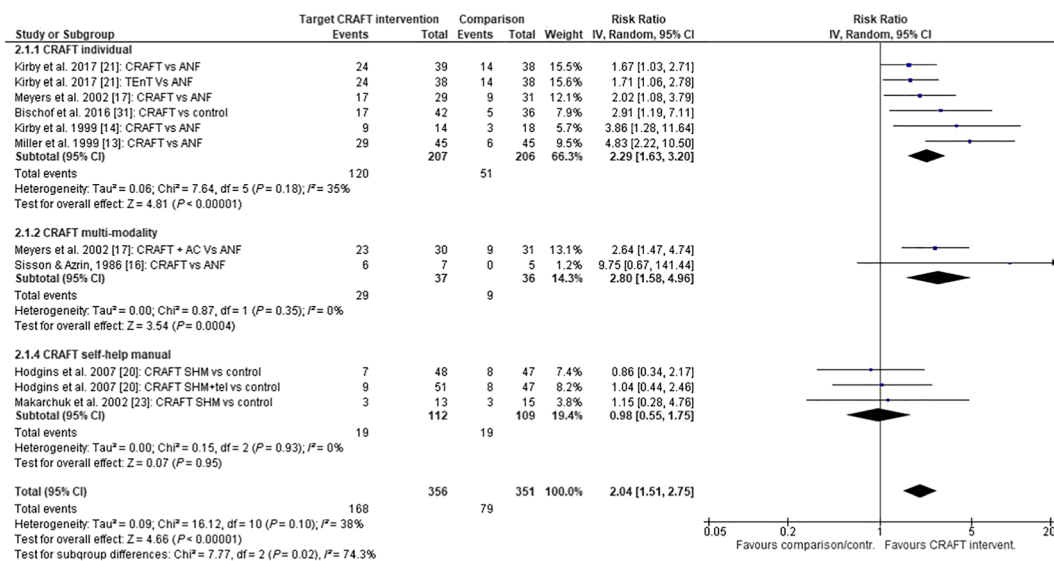 Target CRAFT intervention Comparison Risk Ratio Risk Ratio
Study or Subgroup Events Total Events Total Weight IV, Random, 95% CI IV, Random, 95% CI
2.1.1 CRAFT individual
Kirby et al. 2017 [21]: CRAFT vs ANF 24 39 14 38 15.5% 1.67 [1.03, 2.71]
Kirby et al. 2017 [21]: TEnT Vs ANF 24 38 14 38 15.6% 1.71 [1.06, 2.78]
Meyers et al. 2002 [17]: CRAFT vs ANF 17 29 9 31 12.1% 2.02 [1.08, 3.79]
Bischof et al. 2016 [31]: CRAFT vs control 17 42 5 36 7.9% 2.91 [1.19, 7.11]
Kirby et al. 1999 [14]: CRAFT vs ANF 9 14 3 18 5.7% 3.86 [1.28, 11.64]
Miller et al. 1999 [13]: CRAFT vs ANF 29 45 6 45 9.5% 4.83 [2.22, 10.50]
Subtotal (95% CI) 207 206 66.3% 2.29 [1.63, 3.20]
Total events 120 51
Heterogeneity: Tau² = 0.06; Chi² = 7.64, df = 5 (P = 0.18); I² = 35%
Test for overall effect: Z = 4.81 (P < 0.00001)
2.1.2 CRAFT multi-modality
Meyers et al. 2002 [17]: CRAFT + AC Vs ANF 23 30 9 31 13.1% 2.64 [1.47, 4.74]
Sisson & Azrin, 1986 [16]: CRAFT vs ANF 6 7 0 5 1.2% 9.75 [0.67, 141.44]
Subtotal (95% CI) 37 36 14.3% 2.80 [1.58, 4.96]
Total events 29 9
Heterogeneity: Tau² = 0.00; Chi² = 0.87, df = 1 (P = 0.35); I² = 0%
Test for overall effect: Z = 3.54 (P = 0.0004)
2.1.4 CRAFT self-help manual
Hodgins et al. 2007 [20]: CRAFT SHM vs control 7 48 8 47 7.4% 0.86 [0.34, 2.17]
Hodgins et al. 2007 [20]: CRAFT SHM+tel vs control 9 51 8 47 8.2% 1.04 [0.44, 2.46]
Makarchuk et al. 2002 [23]: CRAFT SHM vs control 3 13 3 15 3.8% 1.15 [0.28, 4.76]
Subtotal (95% CI) 112 109 19.4% 0.98 [0.55, 1.75]
Total events 19 19
Heterogeneity: Tau² = 0.00; Chi² = 0.15, df = 2 (P = 0.93); I² = 0%
Test for overall effect: Z = 0.07 (P = 0.95)
Total (95% CI) 356 351 100.0% 2.04 [1.51, 2.75]
Total events 168 79
Heterogeneity: Tau² = 0.09; Chi² = 16.12, df = 10 (P = 0.10); I² = 38%
Test for overall effect: Z = 4.66 (P < 0.00001)
Test for subgroup differences: Chi² = 7.77, df = 2 (P = 0.02), I² = 74.3%
0.05 0.2 1 5 20
Favours comparison/contr. Favours CRAFT intervent.